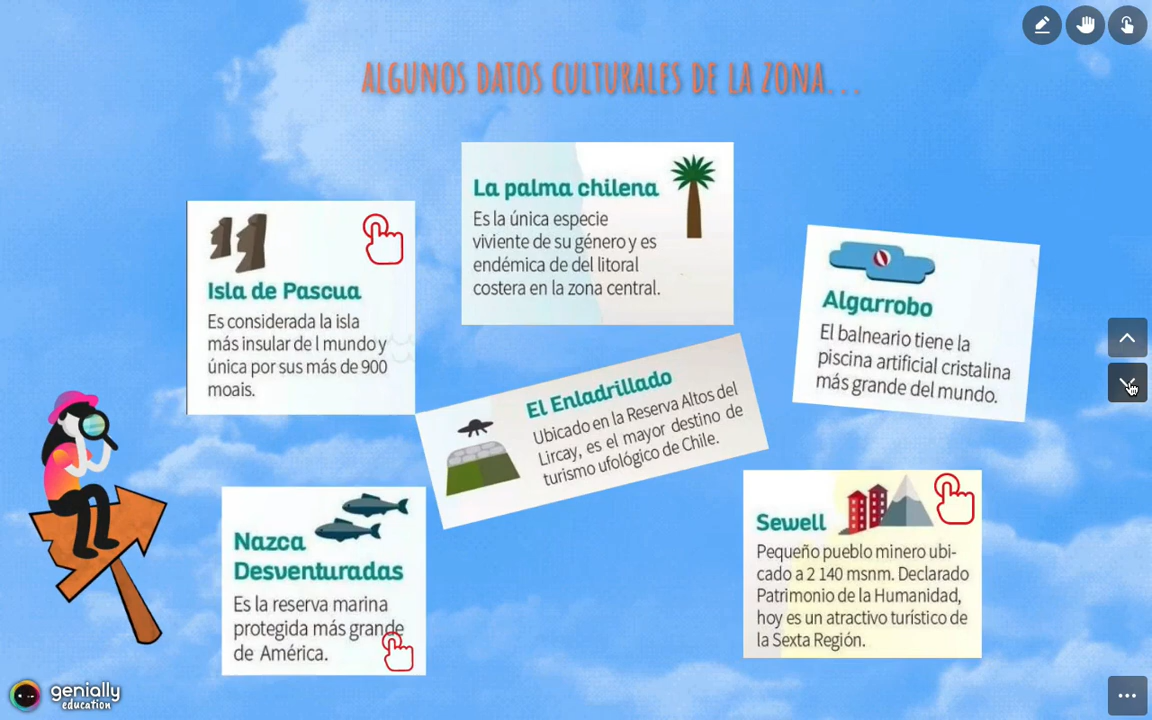 ALGUNOS DATOS CULTURALES DE LA ZONA...
La palma chilena
Es la única especie
viviente de su género y es
endémica de del litoral
costera en la zona central.
Isla de Pascua
Es considerada la isla
más insular de l mundo y
única por sus más de 900
moais.
Algarrobo
El balneario tiene la
piscina artificial cristalina
más grande del mundo.
El Enladrillado
Ubicado en la Reserva Altos del
Lircay, es el mayor destino de
turismo ufológico de Chile.
Nazca
Desventuradas
Es la reserva marina
protegida más grande
de América.
Sewell
Pequeño pueblo minero ubi-
cado a 2 140 msnm. Declarado
Patrimonio de la Humanidad,
hoy es un atractivo turístico de
la Sexta Región.
genially
education